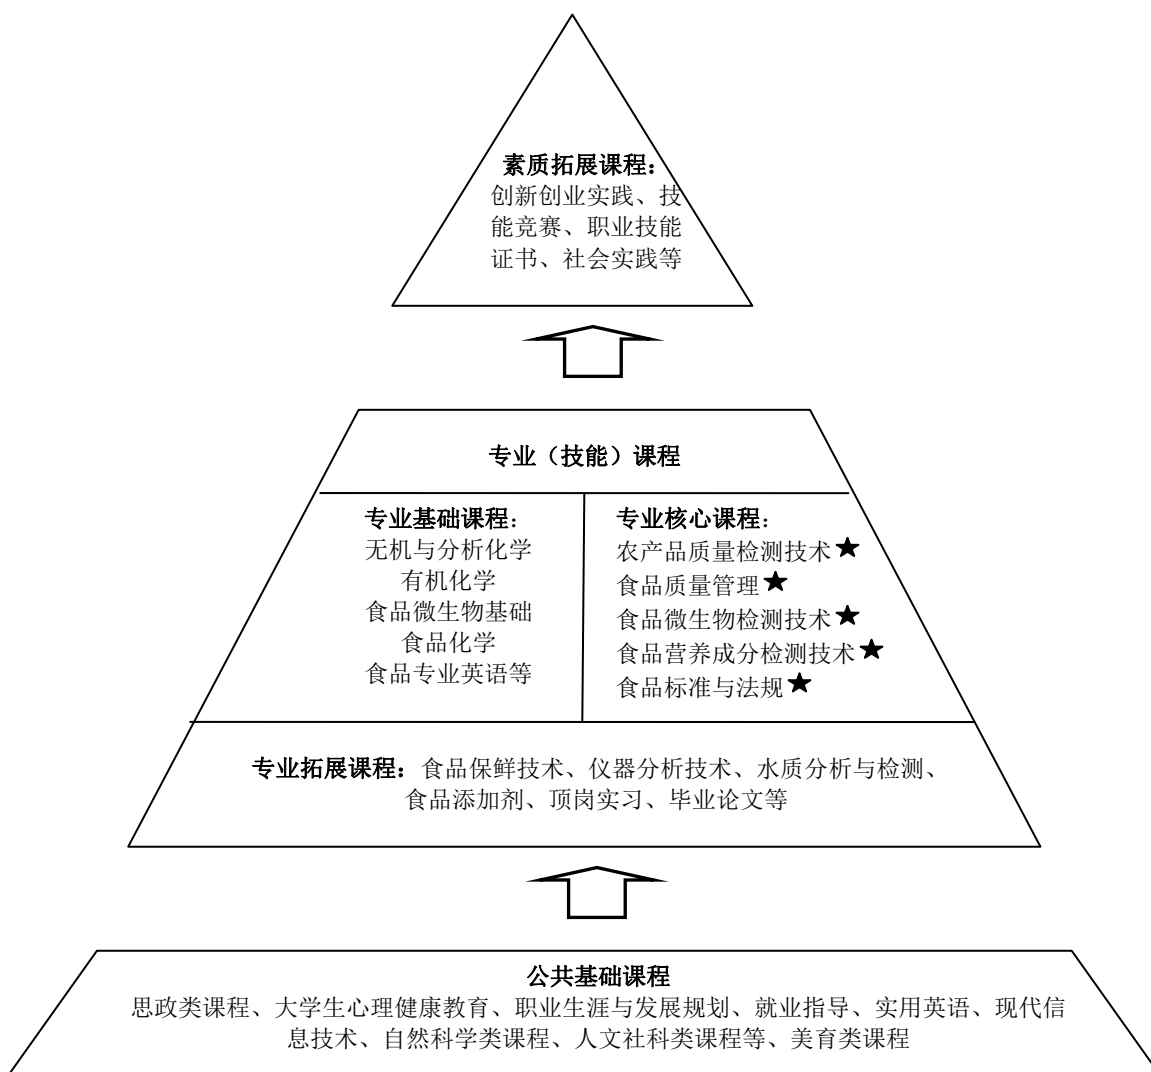 素质拓展课程：
创新创业实践、技
能竞赛、职业技能
证书、社会实践等
专业（技能）课程
专业基础课程：
无机与分析化学
有机化学
食品微生物基础
食品化学
食品专业英语等
专业核心课程：
农产品质量检测技术★
食品质量管理★
食品微生物检测技术★
食品营养成分检测技术★
食品标准与法规★
专业拓展课程：食品保鲜技术、仪器分析技术、水质分析与检测、
食品添加剂、顶岗实习、毕业论文等
公共基础课程
思政类课程、大学生心理健康教育、职业生涯与发展规划、就业指导、实用英语、现代信
息技术、自然科学类课程、人文社科类课程等、美育类课程